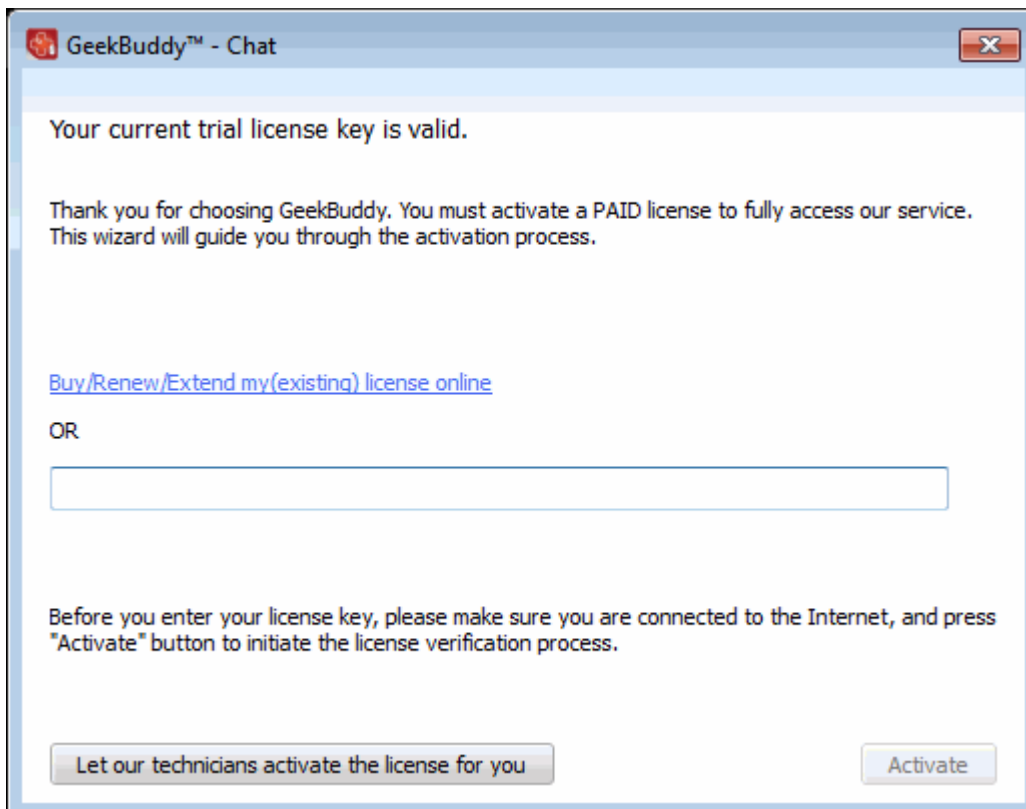 GeekBuddy™ - Chat
Your current trial license key is valid.
Thank you for choosing GeekBuddy. You must activate a PAID license to fully access our service.
This wizard will guide you through the activation process.
Buy/Renew/Extend my(existing) license online
OR
Before you enter your license key, please make sure you are connected to the Internet, and press
"Activate" button to initiate the license verification process.
Let our technicians activate the license for you
Activate